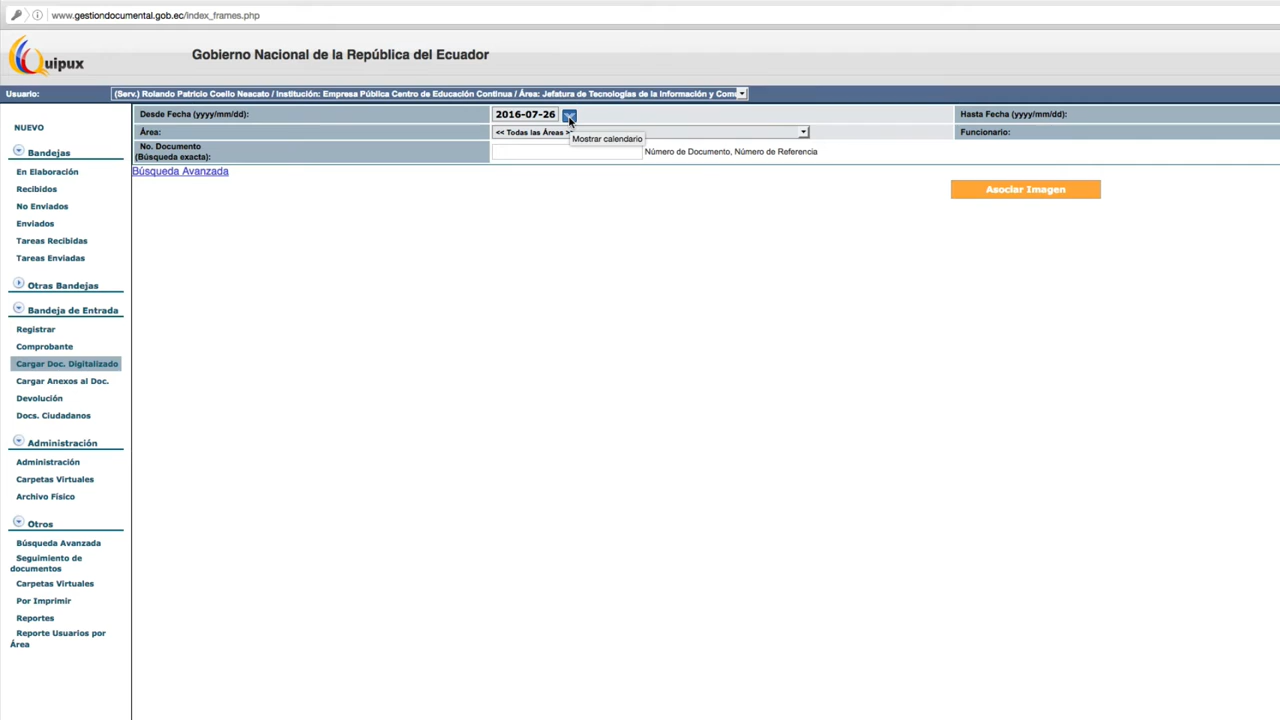 www.gestiondocumental.gob.ec/index_frames.php
Quipux
Gobierno Nacional de la República del Ecuador
Usuario:
(Serv.) Rolando Patricio Coello Neacato / Institución: Empresa Pública Centro de Educación Continua / Área: Jefatura de Tecnologías de la Información y Com
Desde Fecha (yyyy/mm/dd):
2016-07-26
Hasta Fecha (yyyy/mm/dd):
Área:
<< Todas las Áreas >
Funcionario:
Mostrar calendario
No. Documento
(Búsqueda exacta):
Número de Documento, Número de Referencia
Búsqueda Avanzada
Asociar Imagen
NUEVO
Bandejas
En Elaboración
Recibidos
No Enviados
Enviados
Tareas Recibidas
Tareas Enviadas
Otras Bandejas
Bandeja de Entrada
Registrar
Comprobante
Cargar Doc. Digitalizado
Cargar Anexos al Doc.
Devolución
Docs. Ciudadanos
Administración
Administración
Carpetas Virtuales
Archivo Físico
Otros
Búsqueda Avanzada
Seguimiento de
documentos
Carpetas Virtuales
Por Imprimir
Reportes
Reporte Usuarios por
Área